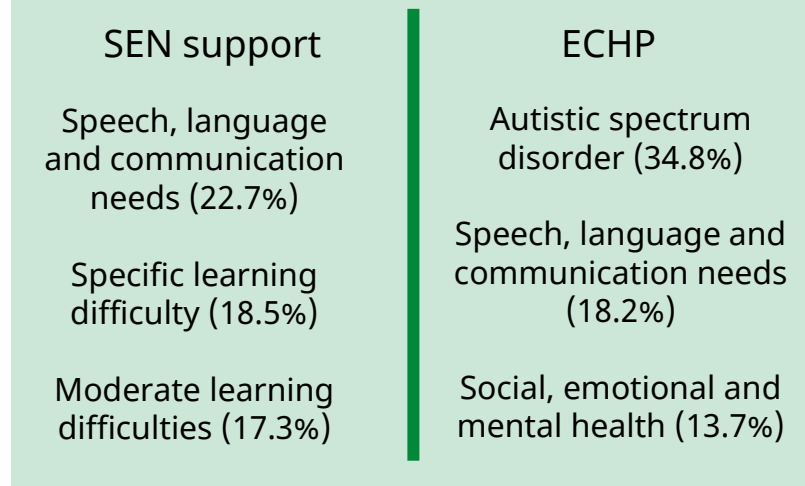 SEN support
Speech, language
and communication
needs (22.7%)
Specific learning
difficulty (18.5%)
Moderate learning
difficulties (17.3%)
ECHP
Autistic spectrum
disorder (34.8%)
Speech, language and
communication needs
(18.2%)
Social, emotional and
mental health (13.7%)